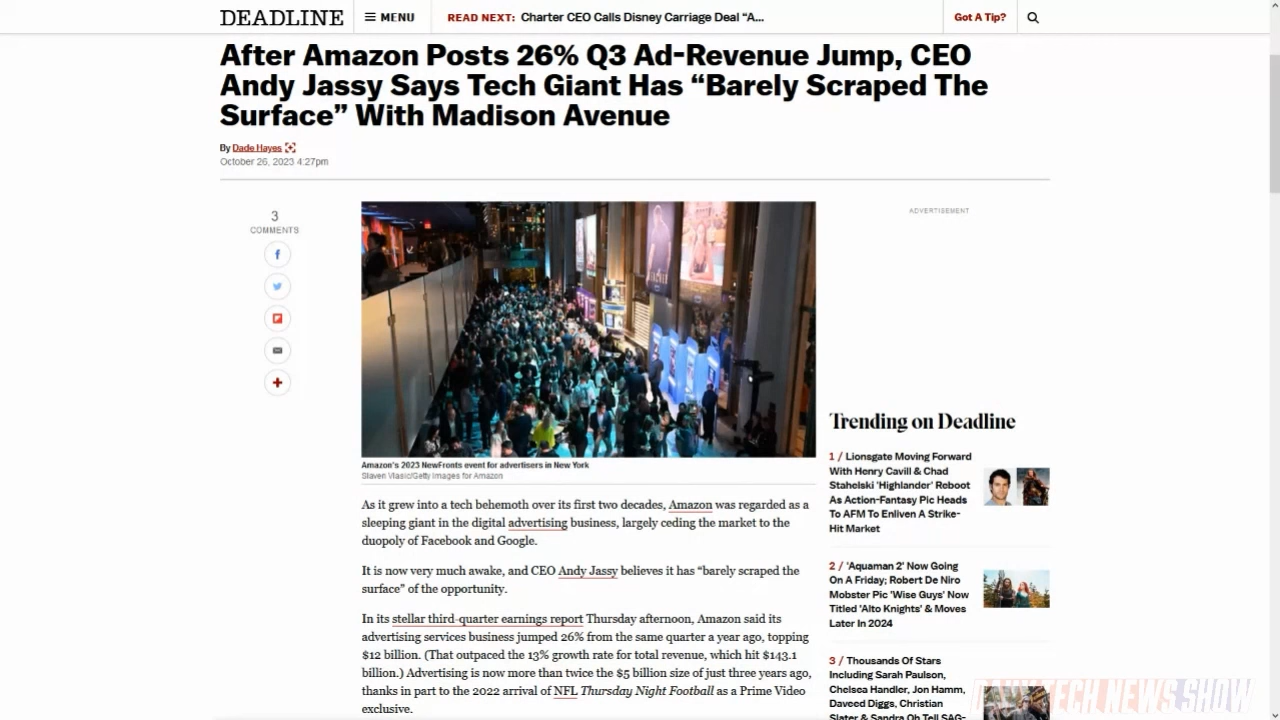 DEADLINE
MENU
READ NEXT: Charter CEO Calls Disney Carriage Deal “A...
Got A Tip?
After Amazon Posts 26% Q3 Ad-Revenue Jump, CEO
Andy Jassy Says Tech Giant Has “Barely Scraped The
Surface” With Madison Avenue
By Dade Hayes
October 26, 2023 4:27pm
3
COMMENTS
ADVERTISEMENT
Amazon's 2023 NewFronts event for advertisers in New York
Slaven Vlasic/Getty Images for Amazon
As it grew into a tech behemoth over its first two decades, Amazon was regarded as a
sleeping giant in the digital advertising business, largely ceding the market to the
duopoly of Facebook and Google.
It is now very much awake, and CEO Andy Jassy believes it has “barely scraped the
surface” of the opportunity.
In its stellar third-quarter earnings report Thursday afternoon, Amazon said its
advertising services business jumped 26% from the same quarter a year ago, topping
$12 billion. (That outpaced the 13% growth rate for total revenue, which hit $143.1
billion.) Advertising is now more than twice the $5 billion size of just three years ago,
thanks in part to the 2022 arrival of NFL Thursday Night Football as a Prime Video
exclusive.
Trending on Deadline
1 / Lionsgate Moving Forward
With Henry Cavill & Chad
Stahelski 'Highlander' Reboot
As Action-Fantasy Pic Heads
To AFM To Enliven A Strike-
Hit Market
2 / 'Aquaman 2' Now Going
On A Friday; Robert De Niro
Mobster Pic 'Wise Guys' Now
Titled 'Alto Knights' & Moves
Later In 2024
3 / Thousands Of Stars
Including Sarah Paulson,
Chelsea Handler, Jon Hamm,
Daveed Diggs, Christian
Slater & Sandra Oh Tell SAG-
DAILY TECH NEWS SHOW